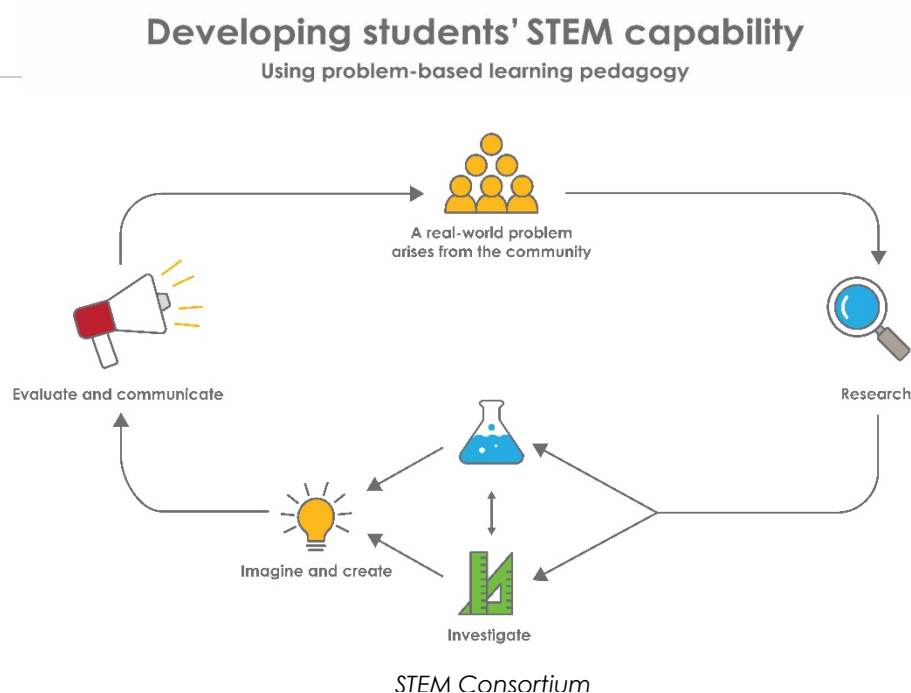 Developing students' STEM capability
Using problem-based learning pedagogy
A real-world problem
arises from the community
Evaluate and communicate
Research
Imagine and create
Investigate
STEM Consortium